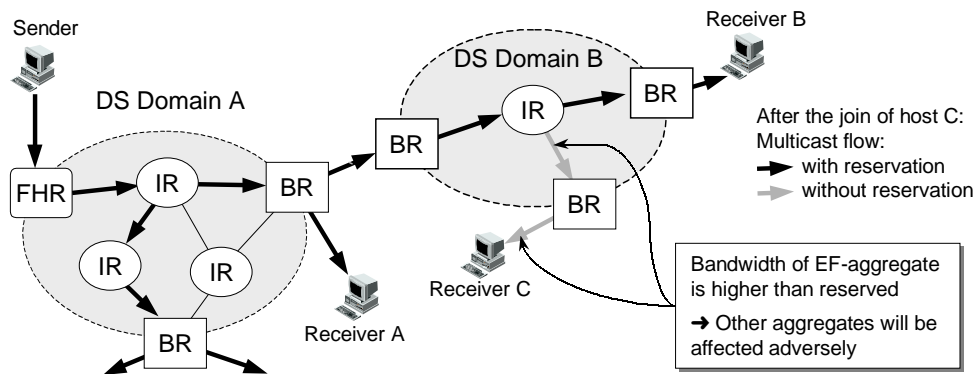 Sender
Receiver B
DS Domain A
DS Domain B
BR
IR
BR
After the join of host C:
Multicast flow:
with reservation
without reservation
FHR
IR
BR
BR
IR
IR
Receiver C
Receiver A
BR
Bandwidth of EF-aggregate
is higher than reserved
➔ Other aggregates will be
affected adversely